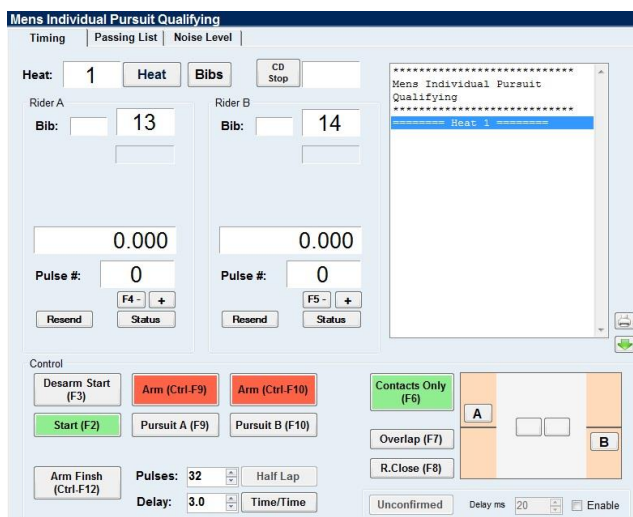 Mens Individual Pursuit Qualifying
Timing Passing List Noise Level
Heat: 1 Heat Bibs CD Stop
Rider A
Bib: 13
0.000
Pulse #: 0
F4 - +
Resend Status
Rider B
Bib: 14
0.000
Pulse #: 0
F5 - +
Resend Status
****************************
Mens Individual Pursuit
Qualifying
****************************
======== Heat 1 ========
Control
Desarm Start
(F3)
Arm (Ctrl-F9)
Arm (Ctrl-F10)
Start (F2)
Pursuit A (F9)
Pursuit B (F10)
Arm Finsh
(Ctrl-F12)
Pulses: 32 Half Lap
Delay: 3.0 Time/Time
Contacts Only
(F6)
Overlap (F7)
R.Close (F8)
A
B
Unconfirmed Delay ms 20 Enable